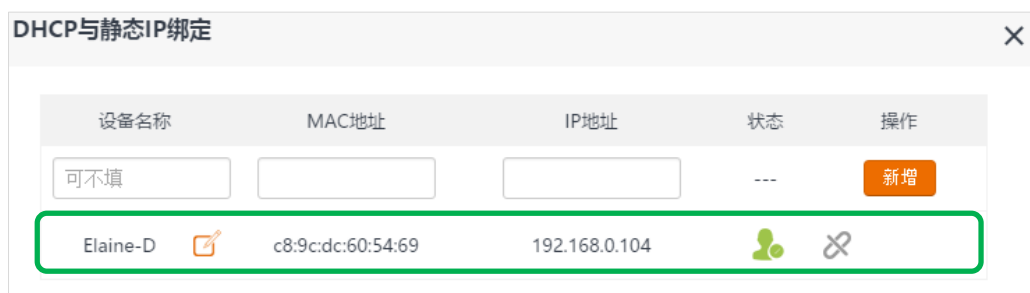 DHCP与静态IP绑定
设备名称 MAC地址 IP地址 状态 操作
可不填 --- 新增
Elaine-D c8:9c:dc:60:54:69 192.168.0.104